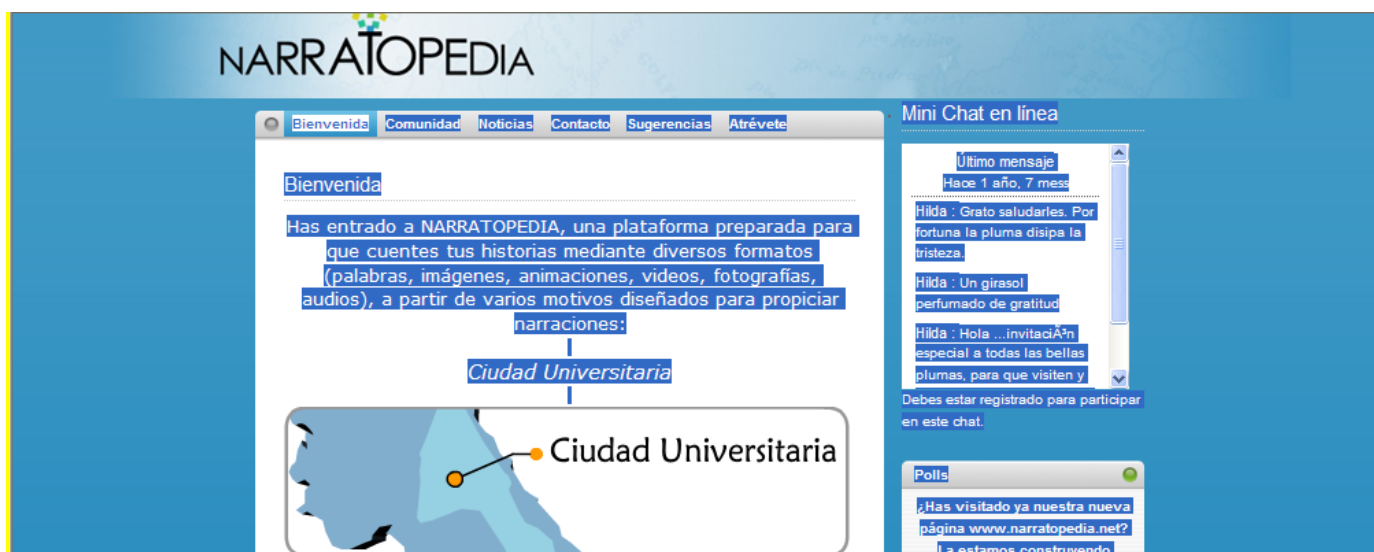 NARRATOPEDIA
Bienvenida Comunidad Noticias Contacto Sugerencias Atrévete
Bienvenida
Has entrado a NARRATOPEDIA, una plataforma preparada para
que cuentes tus historias mediante diversos formatos
(palabras, imágenes, animaciones, videos, fotografías,
audios), a partir de varios motivos diseñados para propiciar
narraciones:
Ciudad Universitaria
Ciudad Universitaria
Mini Chat en línea
Último mensaje
Hace 1 año, 7 mess
Hilda : Grato saludarles. Por
fortuna la pluma disipa la
tristeza.
Hilda : Un girasol
perfumado de gratitud
Hilda : Hola ...invitaciÃ³n
especial a todas las bellas
plumas, para que visiten y
Debes estar registrado para participar
en este chat.
Polls
¿Has visitado ya nuestra nueva
página www.narratopedia.net?
La estamos construyendo